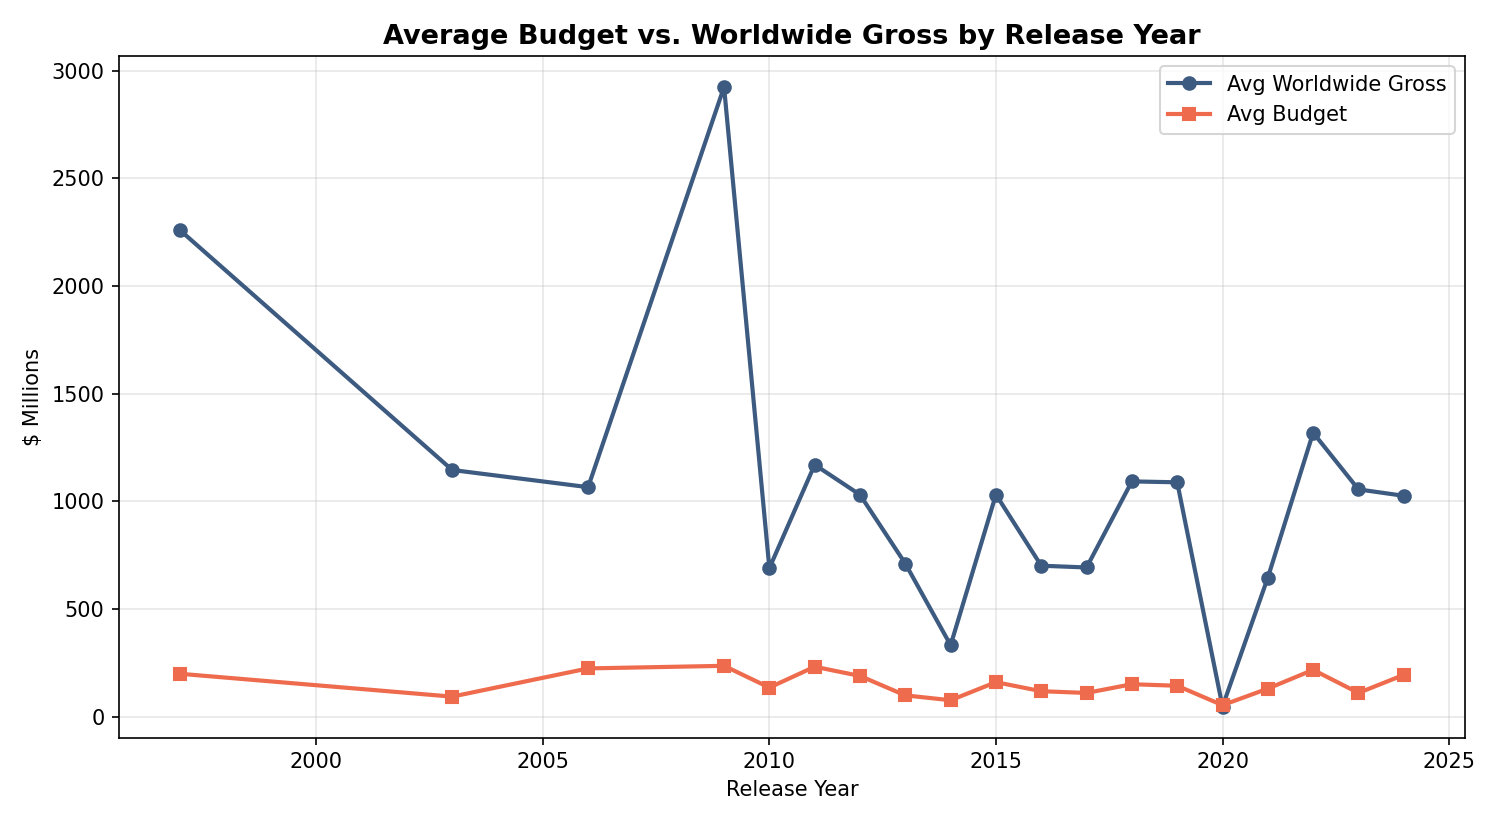 Average Budget vs. Worldwide Gross by Release Year
Avg Worldwide Gross
Avg Budget
3000
2500
2000
1500
1000
500
0
$ Millions
2000
2005
2010
2015
2020
2025
Release Year